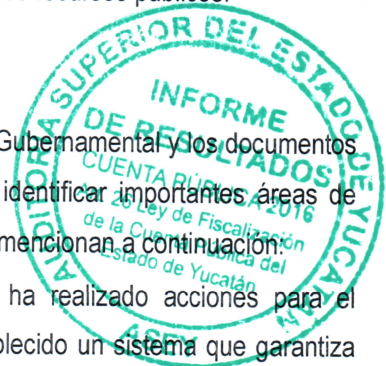 recursos públicos.
Gubernamental y los documentos
identificar importantes áreas de
mencionan a continuación:
ha realizado acciones para el
blecido un sistema que garantiza
AUDITORÍA SUPERIOR DEL ESTADO DE YUCATÁN
INFORME
DE RESULTADOS
CUENTA PÚBLICA 2016
Ley de Fiscalización
de la Cuenta Pública del
Estado de Yucatán
ASEY